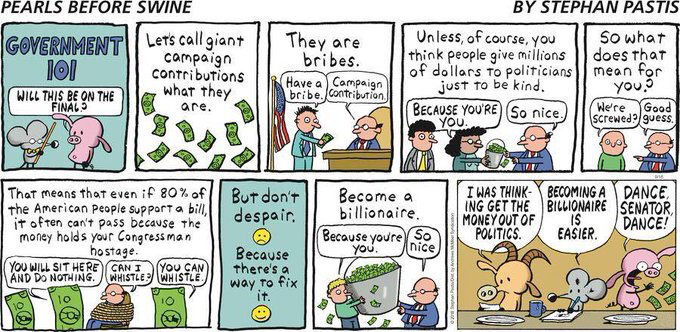 PEARLS BEFORE SWINE
BY STEPHAN PASTIS
GOVERNMENT
101
WILL THIS BE ON THE
FINAL?
Let's call giant
campaign
contributions
what they
are.
They are
bribes.
Have a
bribe.
Campaign
contribution.
Unless, of course, you
think people give millions
of dollars to politicians
just to be kind.
BECAUSE YOU'RE
YOU.
So nice.
So what
does that
mean for
you?
We're
screwed?
Good
guess.
9/16
That means that even if 80% of
the American people support a bill,
it often can't pass because the
money holds your Congressman
hostage.
YOU WILL SIT HERE
AND DO NOTHING.
CAN I
WHISTLE?
YOU CAN
WHISTLE.
But don't
despair.
Because
there's a
way to fix
it.
Become a
billionaire.
Because you're
you.
So
nice
I WAS THINK-
ING GET THE
MONEY OUT OF
POLITICS.
BECOMING A
BILLIONAIRE
IS
EASIER.
DANCE,
SENATOR,
DANCE!